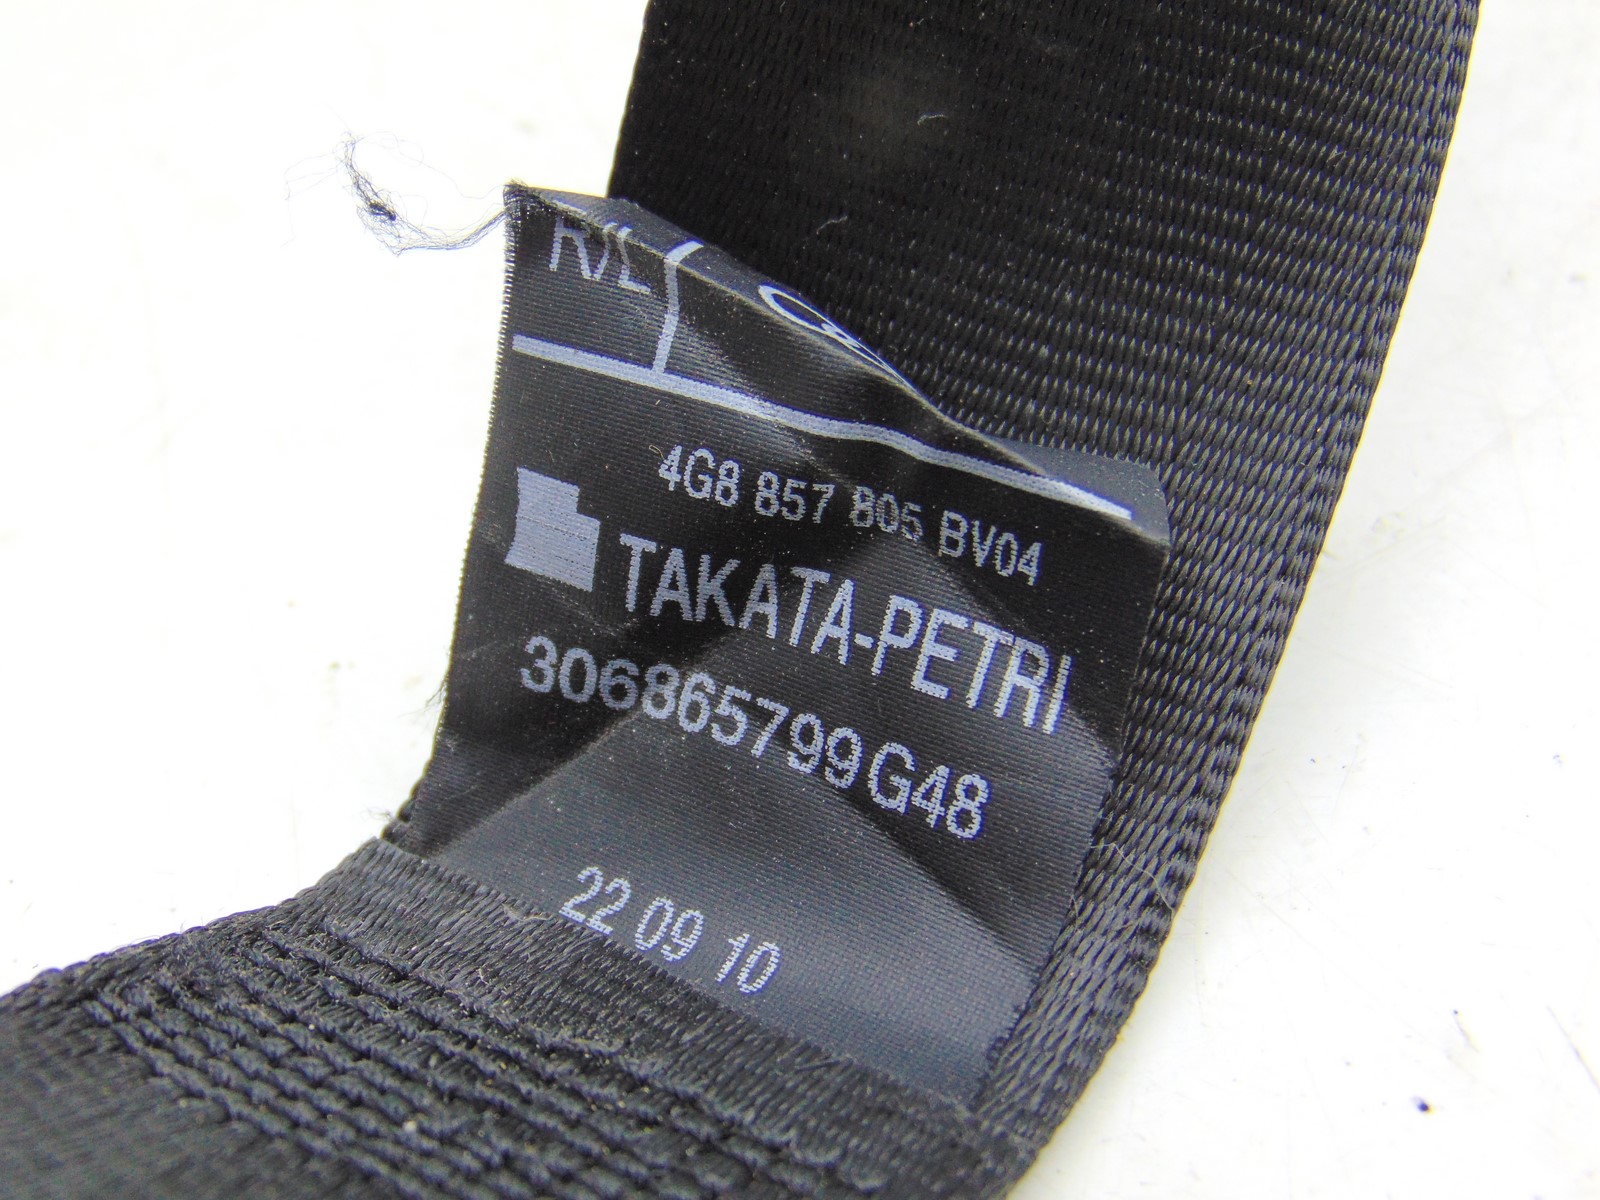 R/L
4G8 857 805 BV04
TAKATA-PETRI
306865799G48
22 09 10